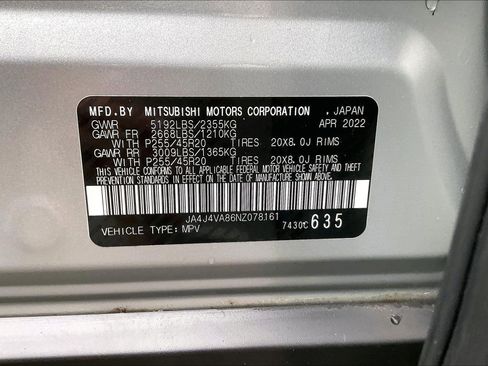 MFD.BY MITSUBISHI MOTORS CORPORATION , JAPAN
GVWR 5192LBS/2355KG APR 2022
GAWR FR 2668LBS/1210KG
WITH P255/45R20 TIRES 20X8.0J RIMS
GAWR RR 3009LBS/1365KG
WITH P255/45R20 TIRES 20X8.0J RIMS
THIS VEHICLE CONFORMS TO ALL APPLICABLE FEDERAL MOTOR VEHICLE SAFETY AND
THEFT PREVENTION STANDARDS IN EFFECT ON THE DATE OF MANUFACTURE SHOWN ABOVE.
JA4J4VA86NZ078161
VEHICLE TYPE: MPV 7430C 635